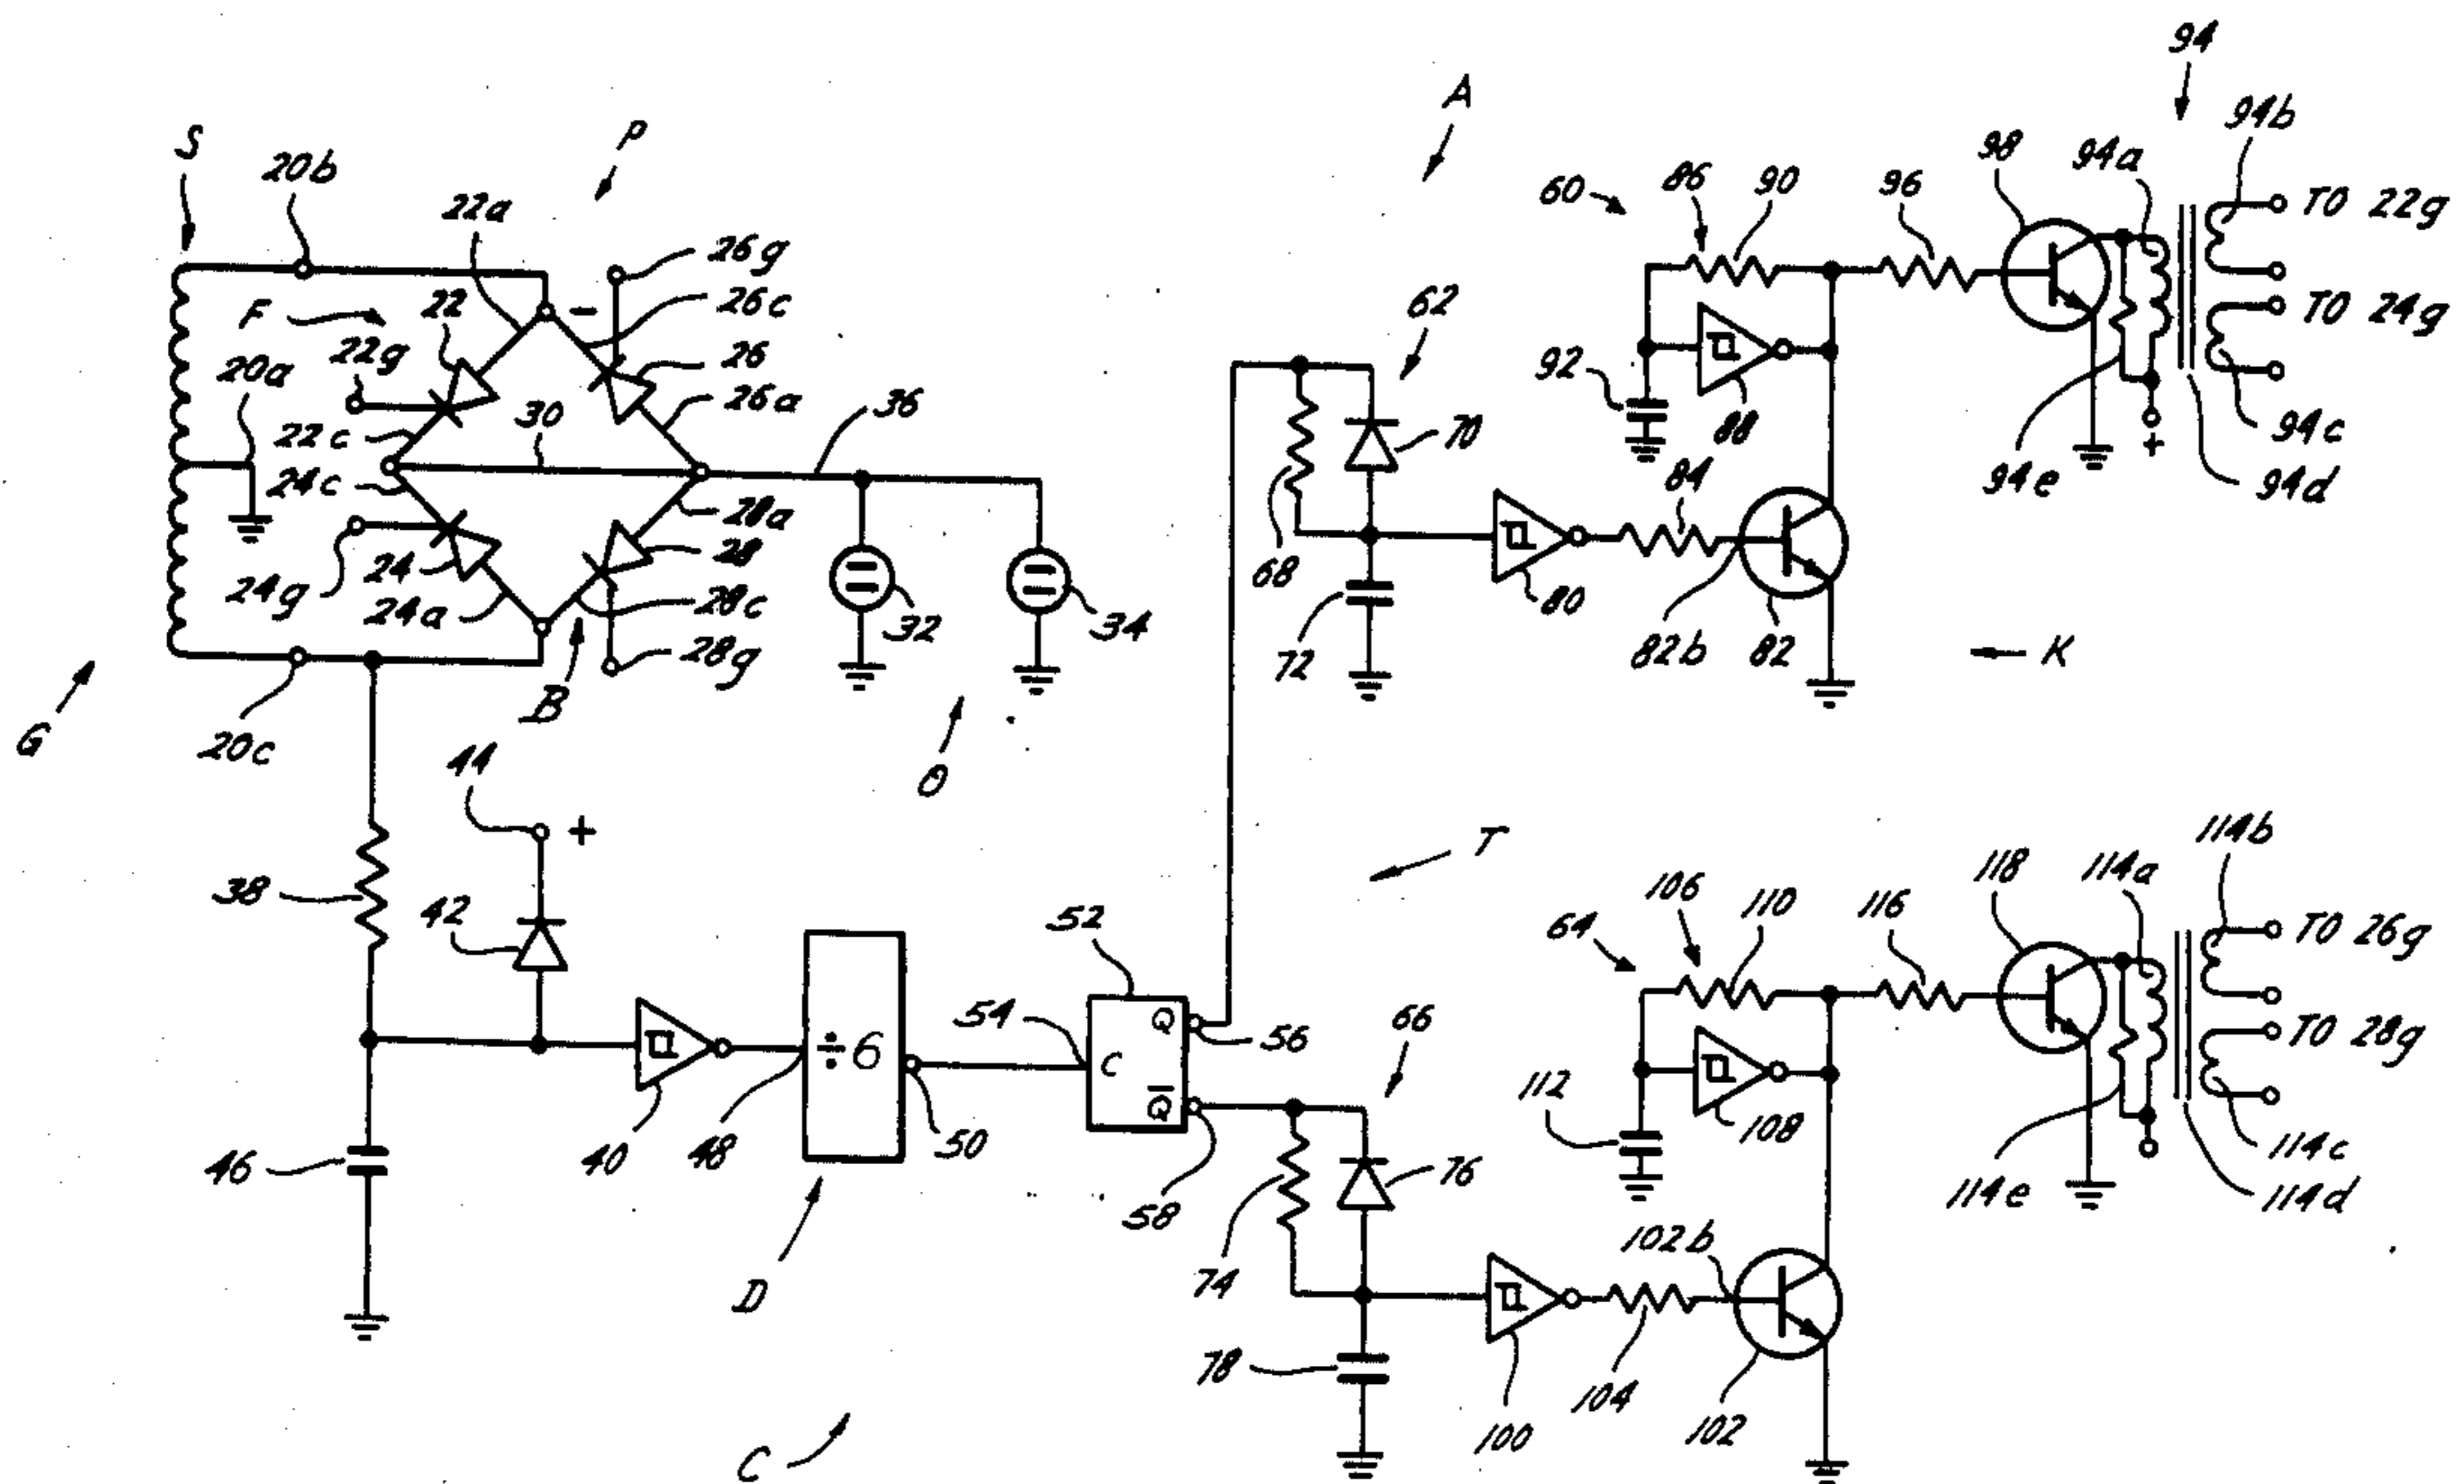 94
A
P
S
20b
94b
98
94a
22a
60
86
90
96
TO 22g
26g
F
22
26c
62
TO 24g
22g
26
20a
92
30
26a
36
70
88
94c
22c
84
94e
94d
24c
28a
24
28
68
80
24g
24a
28c
32
34
72
82b
82
K
28g
B
G
20c
O
44
+
-
+
T
114b
118
114a
38
42
52
106
110
116
64
TO 26g
54
Q
56
66
÷6
C
TO 28g
Q̅
112
108
46
40
48
50
58
76
114c
114e
114d
74
102b
D
78
100
104
102
C